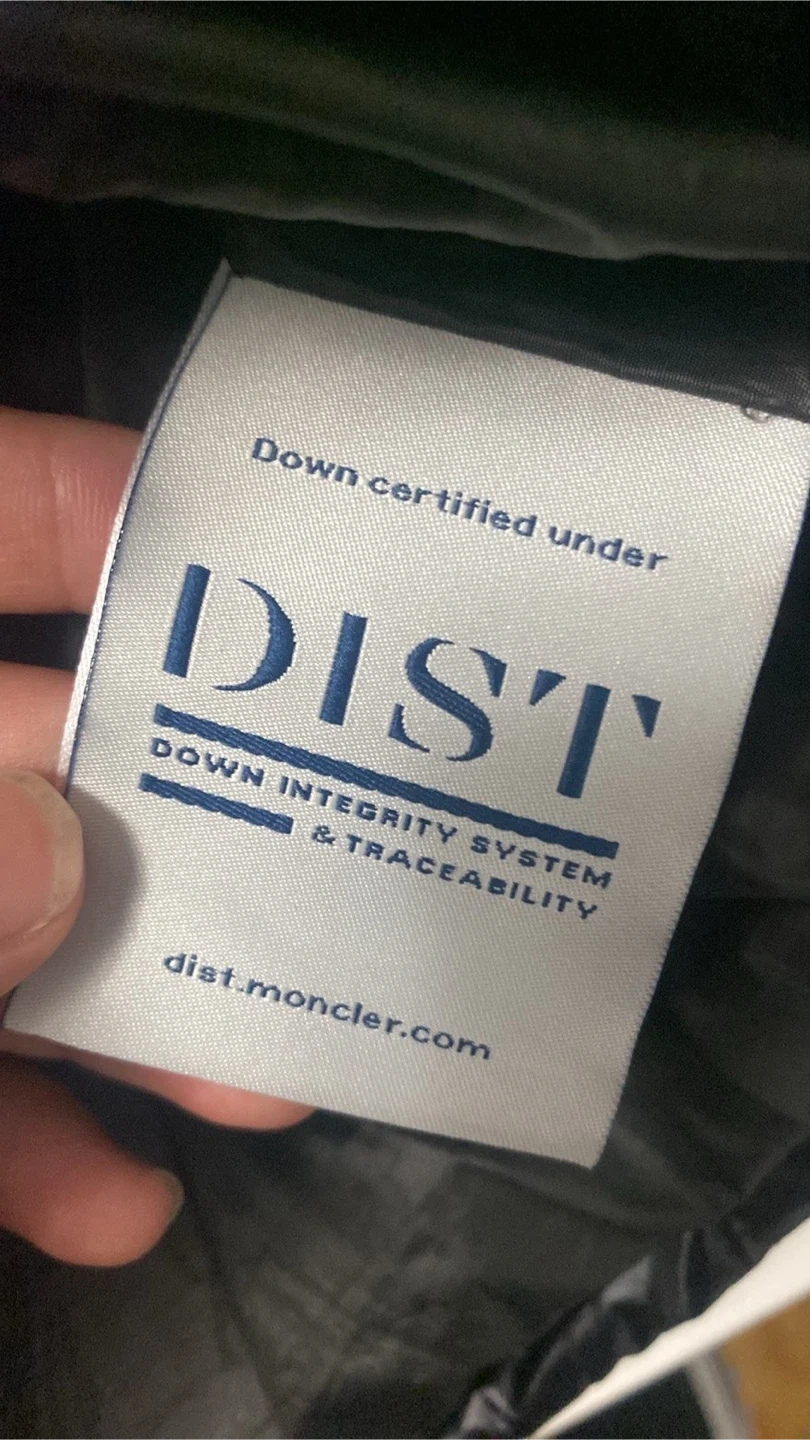 Down certified under
DIST
DOWN INTEGRITY SYSTEM
& TRACEABILITY
dist.moncler.com